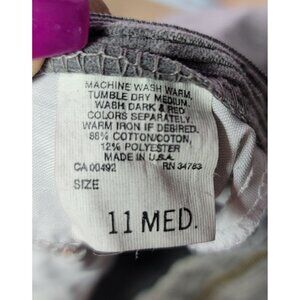 MACHINE WASH WARM,
TUMBLE DRY MEDIUM.
WASH DARK & RED
COLORS SEPARATELY.
WARM IRON IF DESIRED.
88% COTTON/COTON,
12% POLYESTER
MADE IN U.S.A.
CA 00492 RN 34783
SIZE
11 MED.